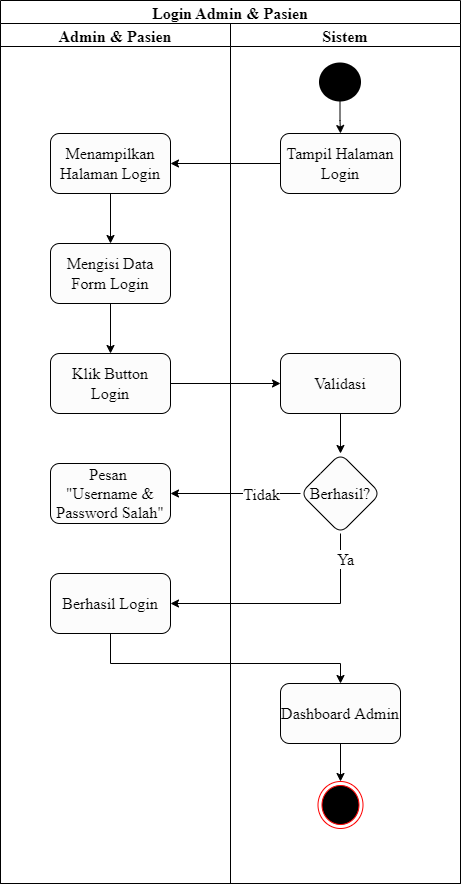 Login Admin & Pasien
Admin & Pasien
Sistem
Menampilkan
Halaman Login
Tampil Halaman
Login
Mengisi Data
Form Login
Klik Button
Login
Validasi
Pesan
"Username &
Password Salah"
Tidak
Berhasil?
Ya
Berhasil Login
Dashboard Admin